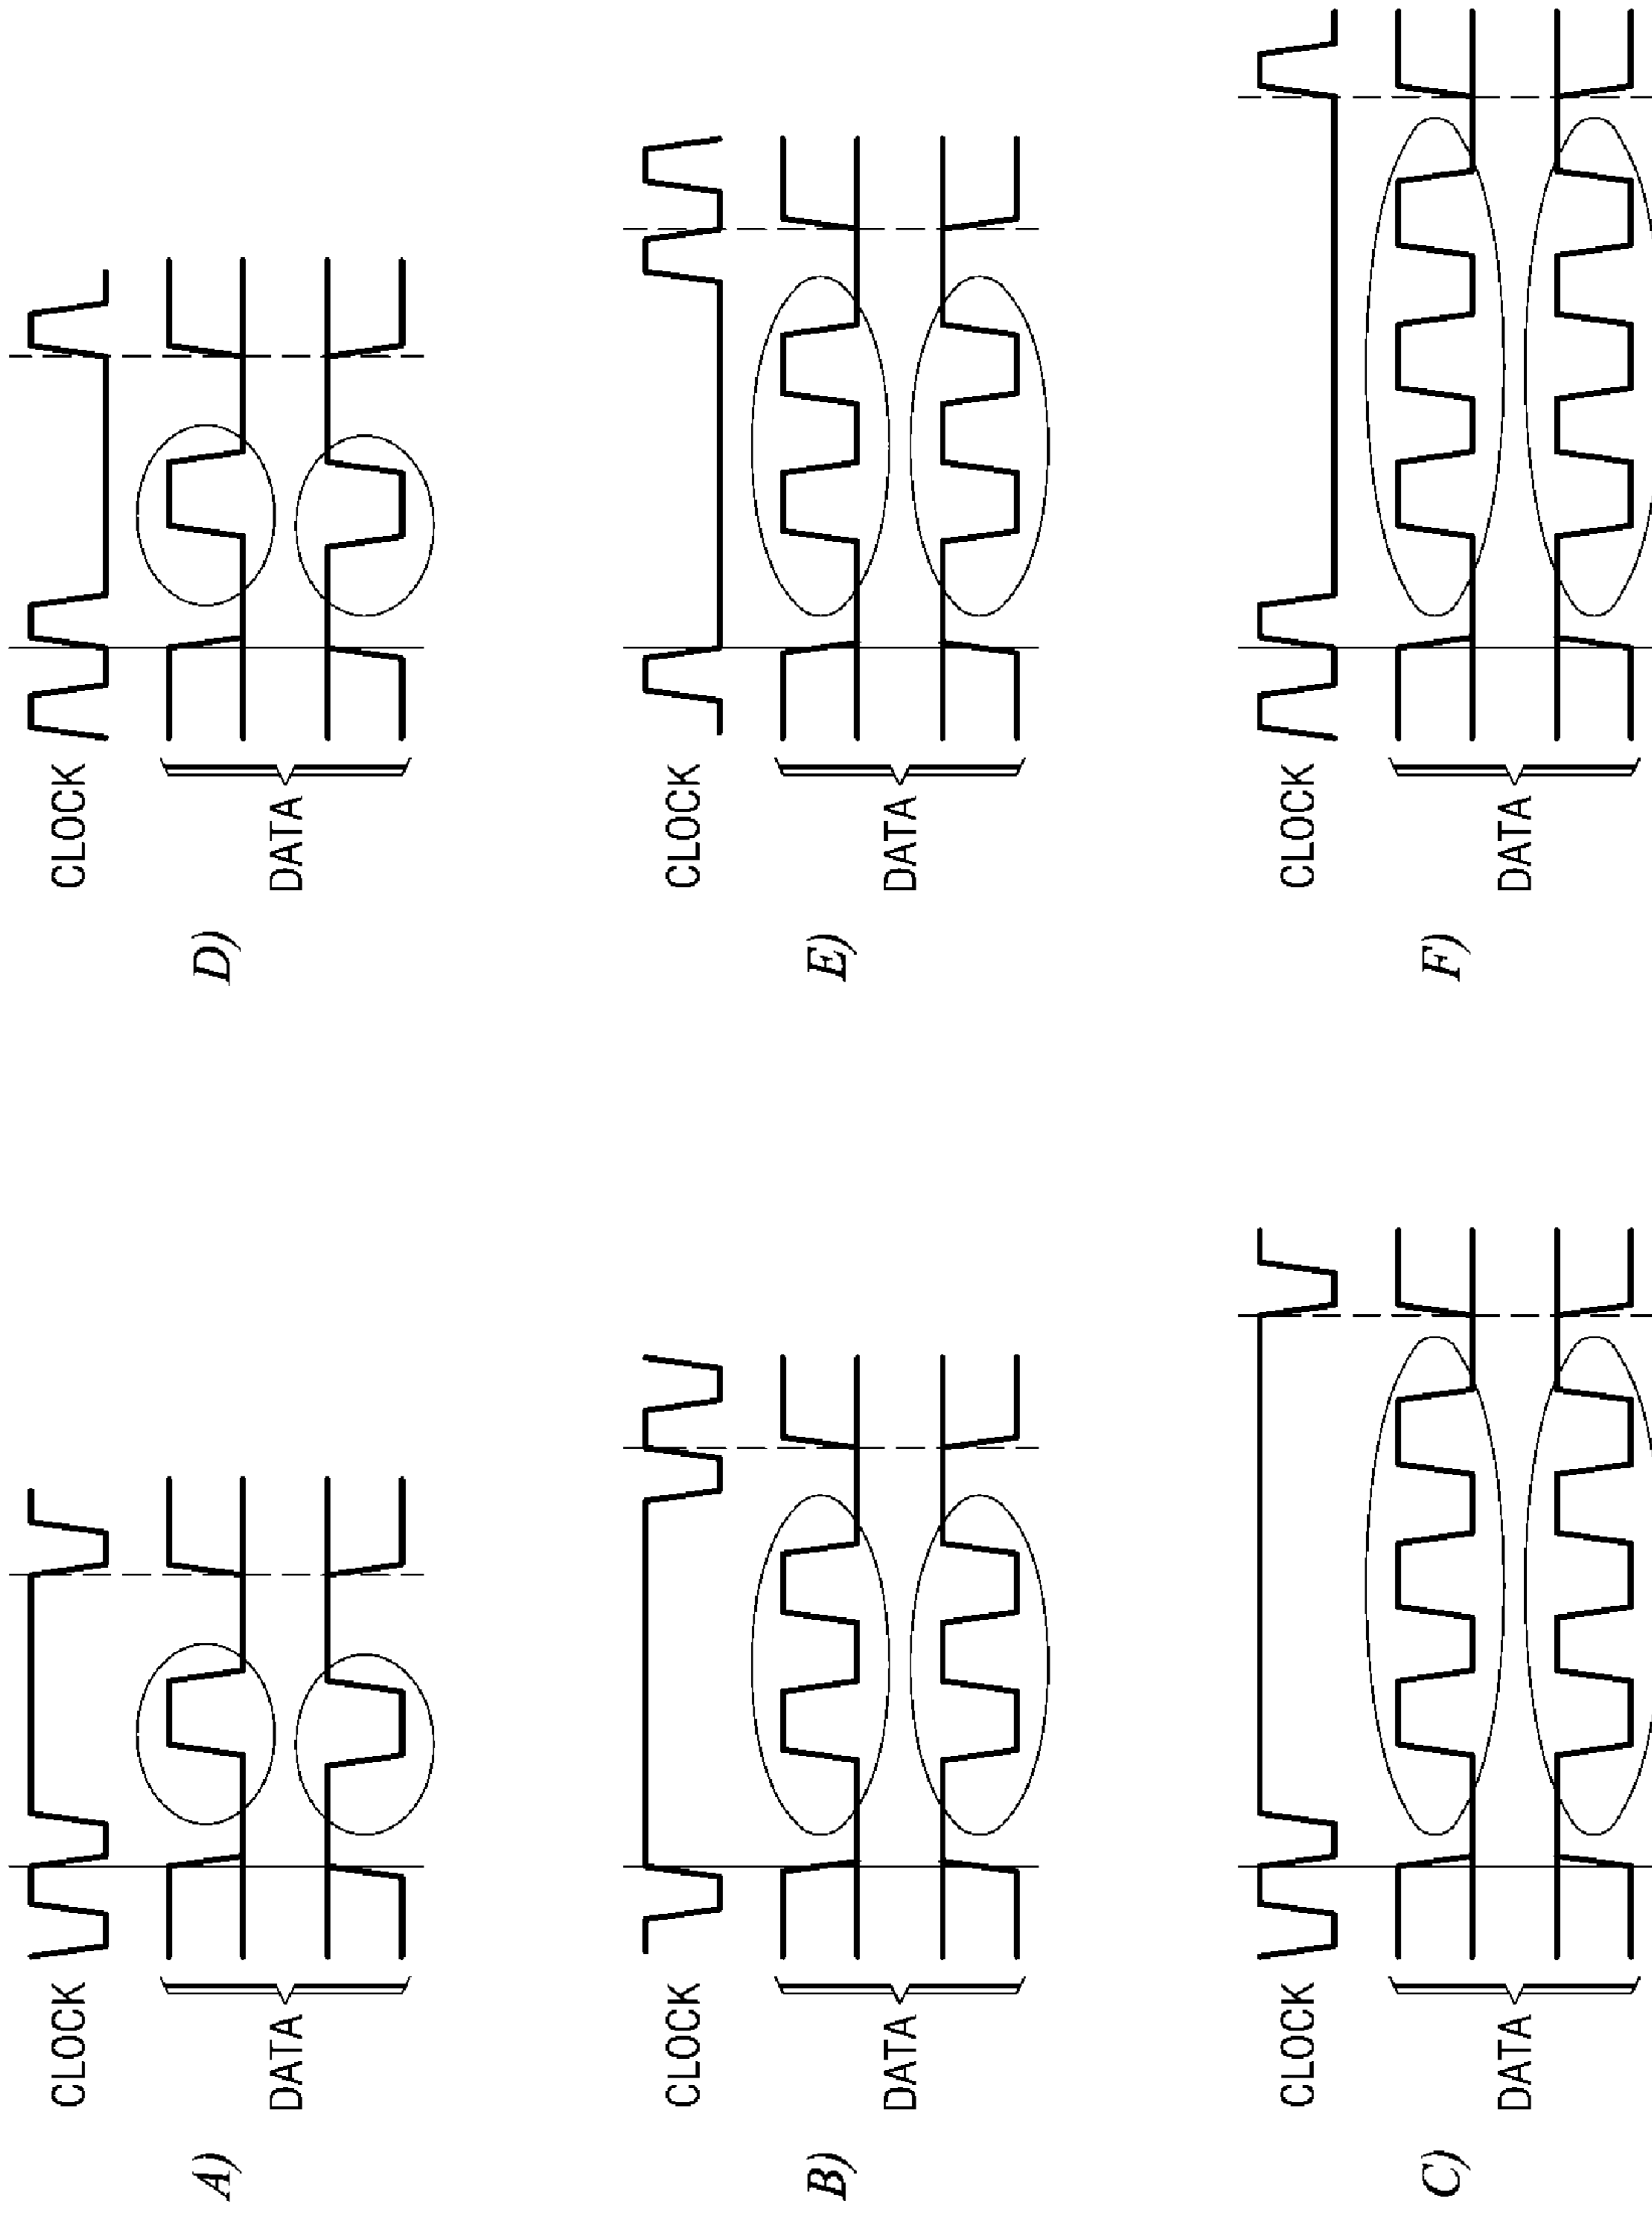 A)
CLOCK
DATA
B)
CLOCK
DATA
C)
CLOCK
DATA
D)
CLOCK
DATA
E)
CLOCK
DATA
F)
CLOCK
DATA